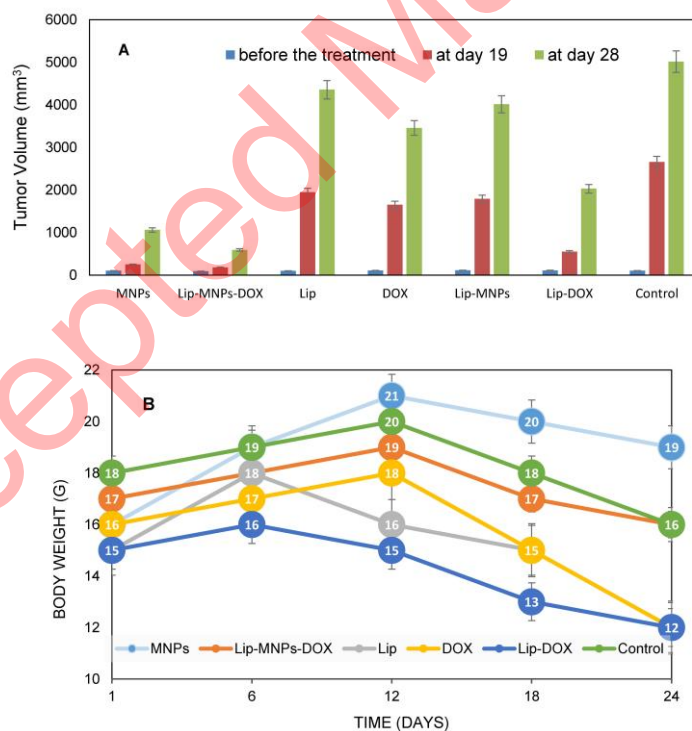 Accepted Ma
6000
5000
4000
3000
2000
1000
0
Tumor Volume (mm³)
A
before the treatment at day 19 at day 28
MNPs Lip-MNPs-DOX Lip DOX Lip-MNPs Lip-DOX Control
22
20
18
16
14
12
10
BODY WEIGHT (G)
B
21
20 20
19 19 19
18 18 18 18 18
17 17 17
16 16 16 16
15 15 15
13
12
MNPs Lip-MNPs-DOX Lip DOX Lip-DOX Control
1 6 12 18 24
TIME (DAYS)